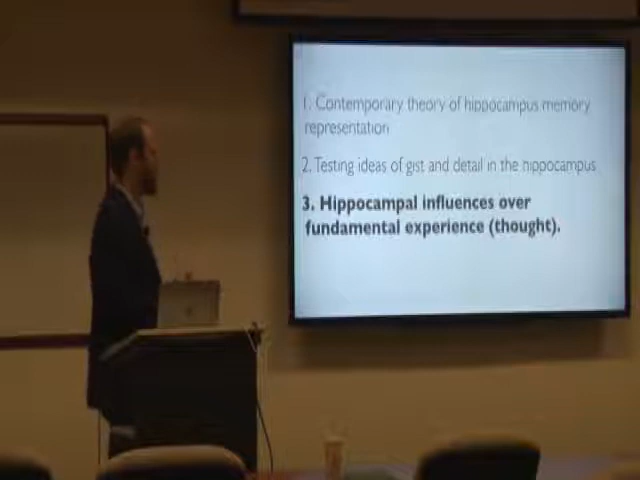 1. Contemporary theory of hippocampus memory
representation
2. Testing ideas of gist and detail in the hippocampus
3. Hippocampal influences over
fundamental experience (thought).